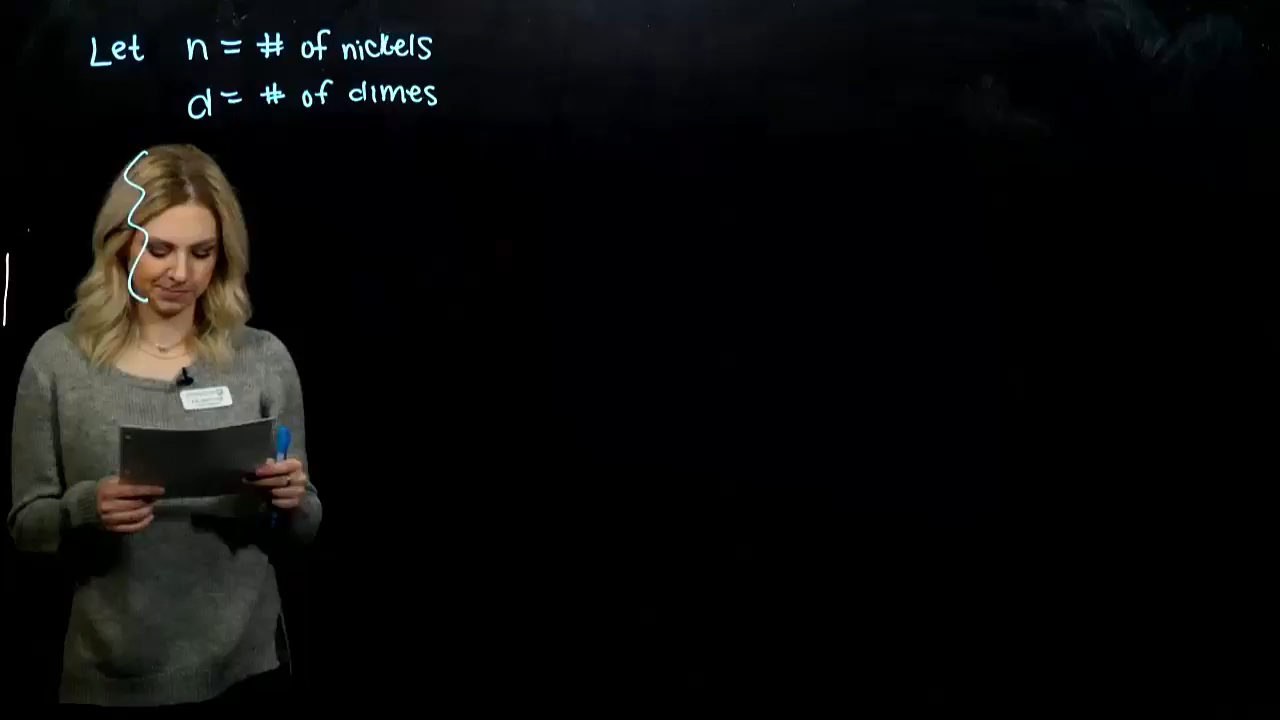 Let n = # of nickels
d = # of dimes